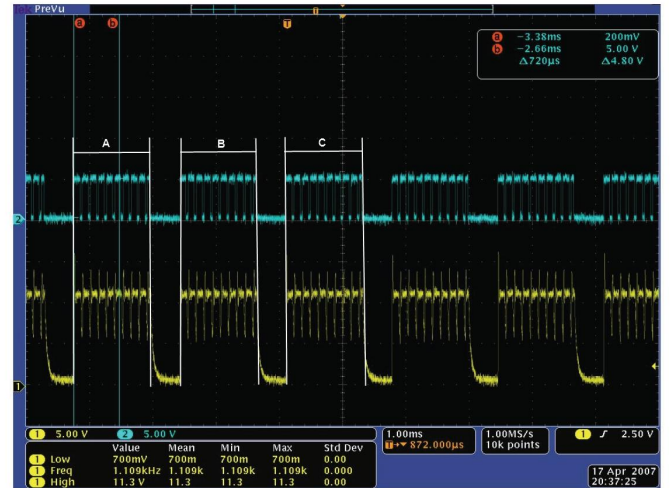 Tek PreVu
T
a b T
a -3.38ms 200mV
b -2.66ms 5.00 V
Δ720µs Δ4.80 V
A B C
2
1
1 5.00 V 2 5.00 V
1.00ms
T→▼ 872.000µs
1.00MS/s
10k points
1 ∫ 2.50 V
Value Mean Min Max Std Dev
1 Low 700mV 700m 700m 700m 0.00
1 Freq 1.109kHz 1.109k 1.109k 1.109k 0.000
1 High 11.3 V 11.3 11.3 11.3 0.00
17 Apr 2007
20:37:25